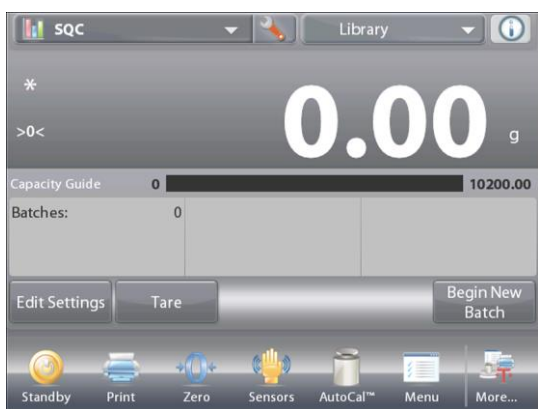 SQC
Library
*
>0<
0.00 g
Capacity Guide 0 10200.00
Batches: 0
Edit Settings
Tare
Begin New
Batch
Standby
Print
Zero
Sensors
AutoCal™
Menu
More...